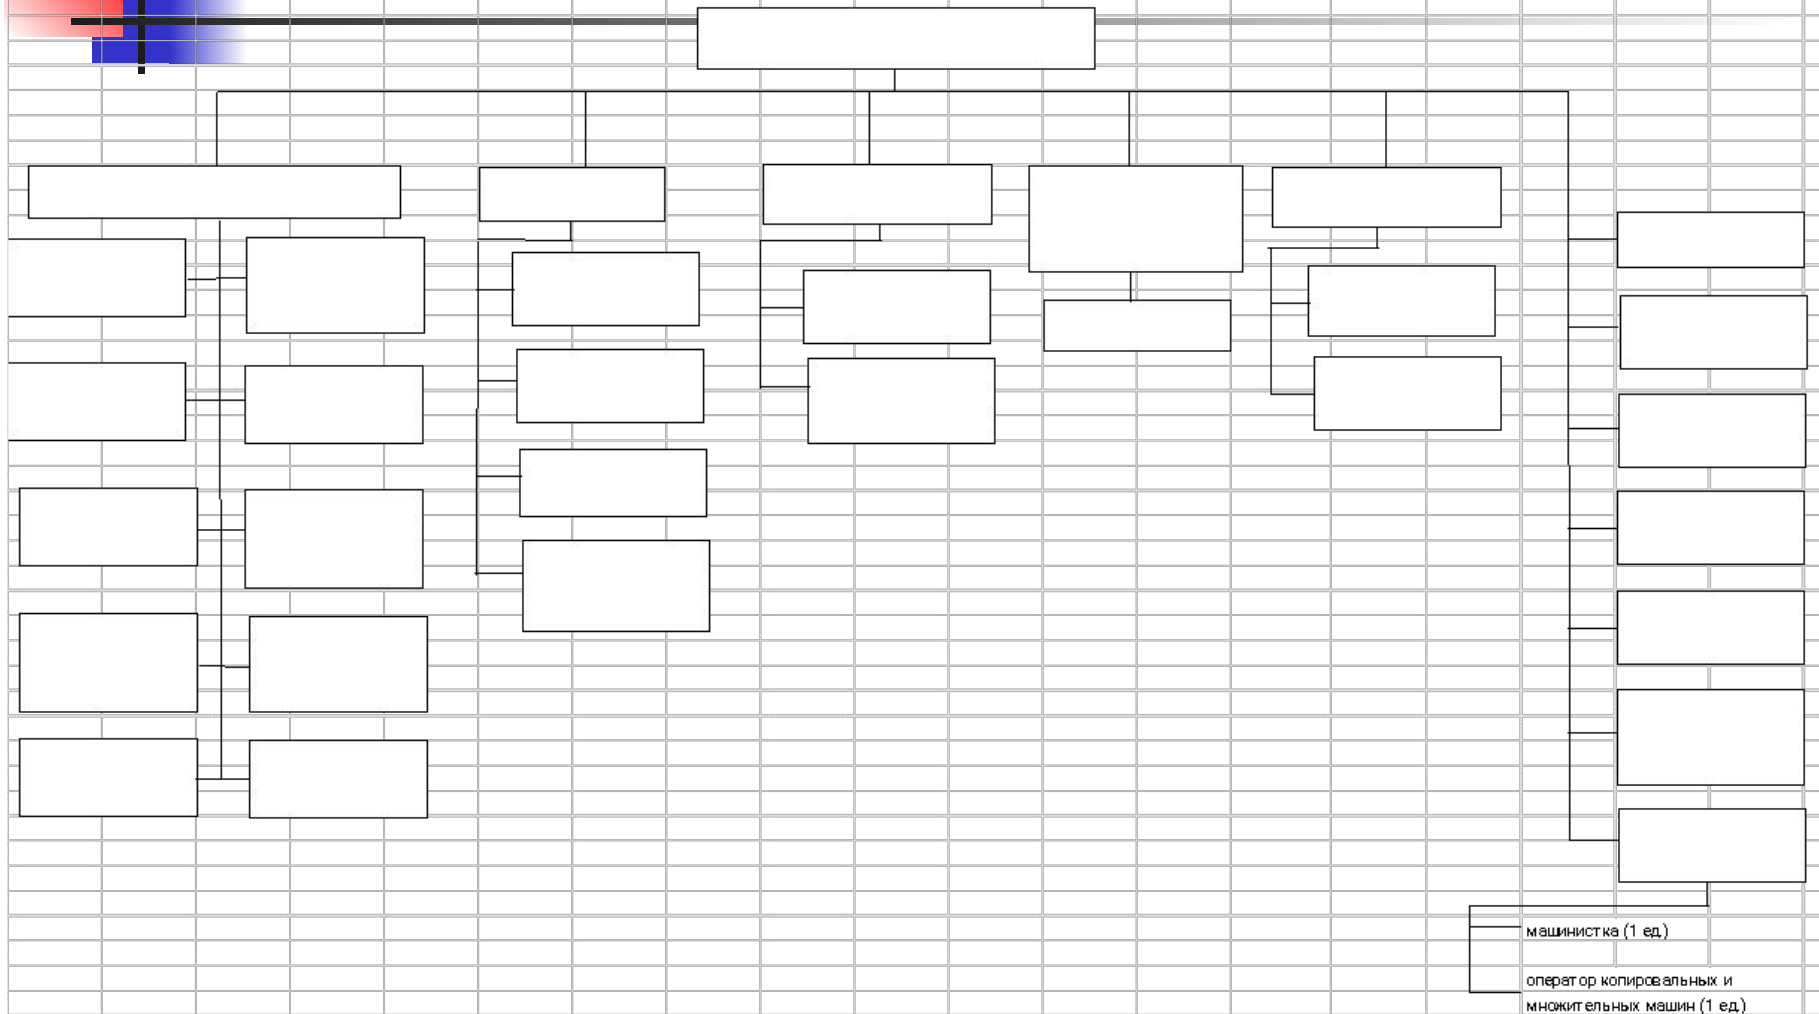 машинистка (1 ед)
оператор копировальных и
множительных машин (1 ед)